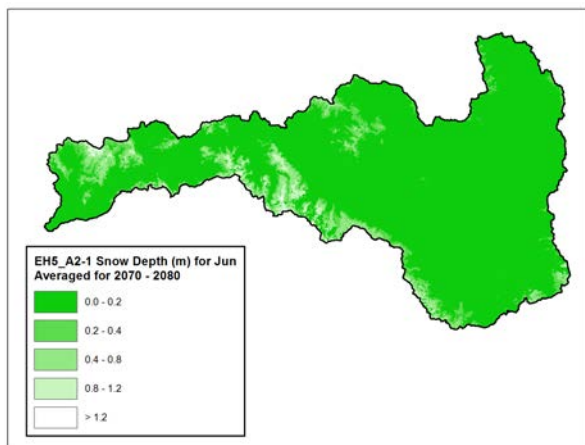 EH5_A2-1 Snow Depth (m) for Jun
Averaged for 2070 - 2080
0.0 - 0.2
0.2 - 0.4
0.4 - 0.8
0.8 - 1.2
> 1.2